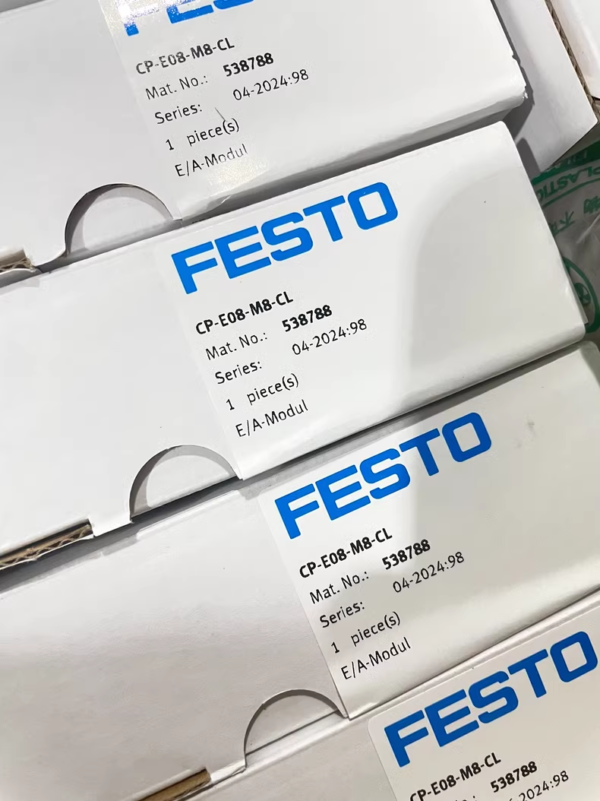 FESTO
CP-E08-M8-CL
Mat. No.: 538788
Series: 04-2024:98
1 piece(s)
E/A-Modul
FESTO
CP-E08-M8-CL
Mat. No.: 538788
Series: 04-2024:98
1 piece(s)
E/A-Modul
FESTO
CP-E08-M8-CL
Mat. No.: 538788
Series: 04-2024:98
1 piece(s)
E/A-Modul
FESTO
CP-E08-M8-CL
538788
-2024:98
PLASTIC